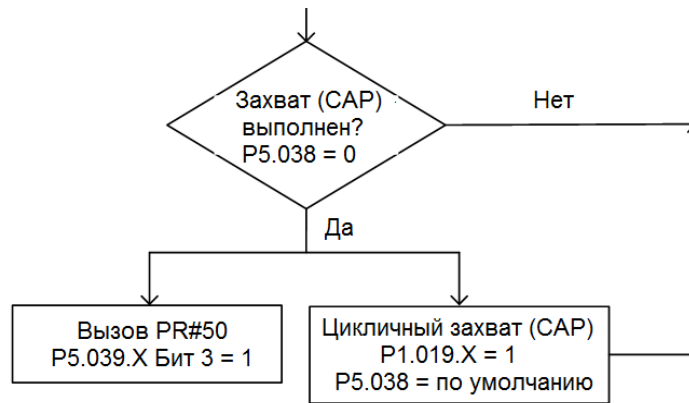 Захват (CAP)
выполнен?
P5.038 = 0
Нет
Да
Вызов PR#50
P5.039.X Бит 3 = 1
Цикличный захват (CAP)
P1.019.X = 1
P5.038 = по умолчанию